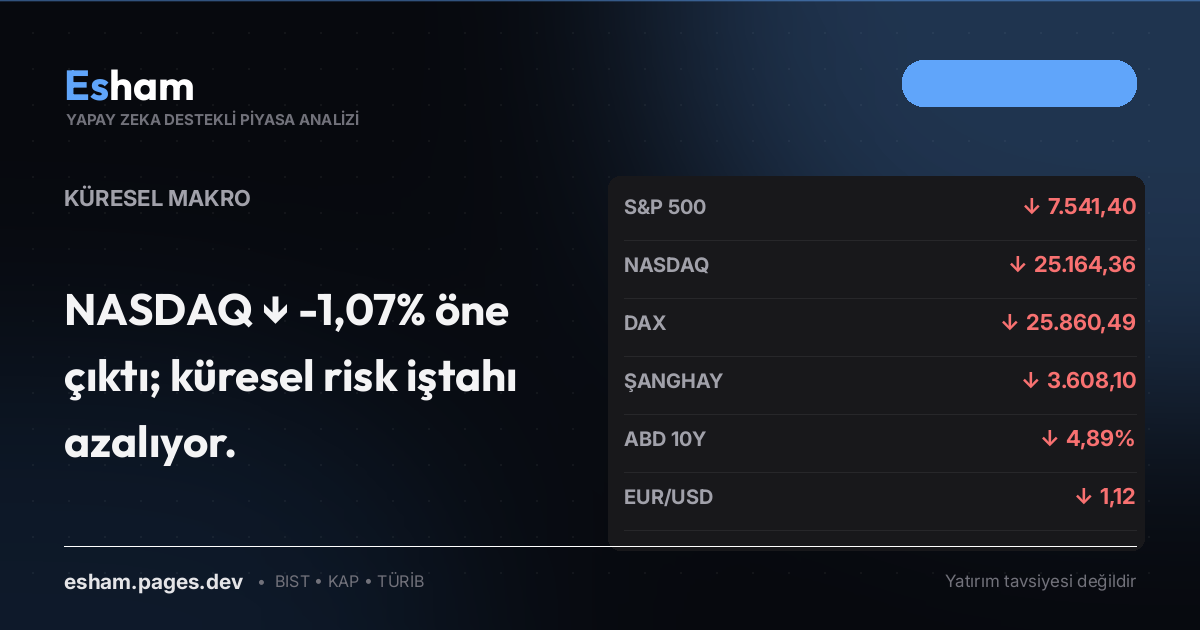 Esham
YAPAY ZEKA DESTEKLİ PİYASA ANALİZİ
KÜRESEL MAKRO
NASDAQ ↓ -1,07% öne
çıktı; küresel risk iştahı
azalıyor.
S&P 500 ↓ 7.541,40
NASDAQ ↓ 25.164,36
DAX ↓ 25.860,49
ŞANGHAY ↓ 3.608,10
ABD 10Y ↓ 4,89%
EUR/USD ↓ 1,12
esham.pages.dev • BIST • KAP • TÜRİB
Yatırım tavsiyesi değildir